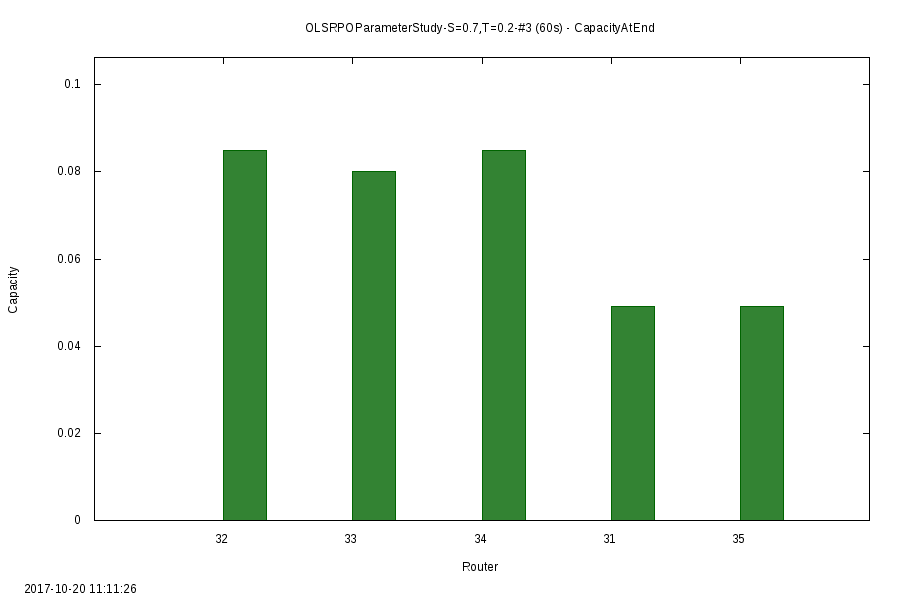 OLSRPOParameterStudy-S=0.7,T=0.2-#3 (60s) - CapacityAtEnd
0.1
0.08
0.06
0.04
0.02
0
Capacity
32 33 34 31 35
Router
2017-10-20 11:11:26